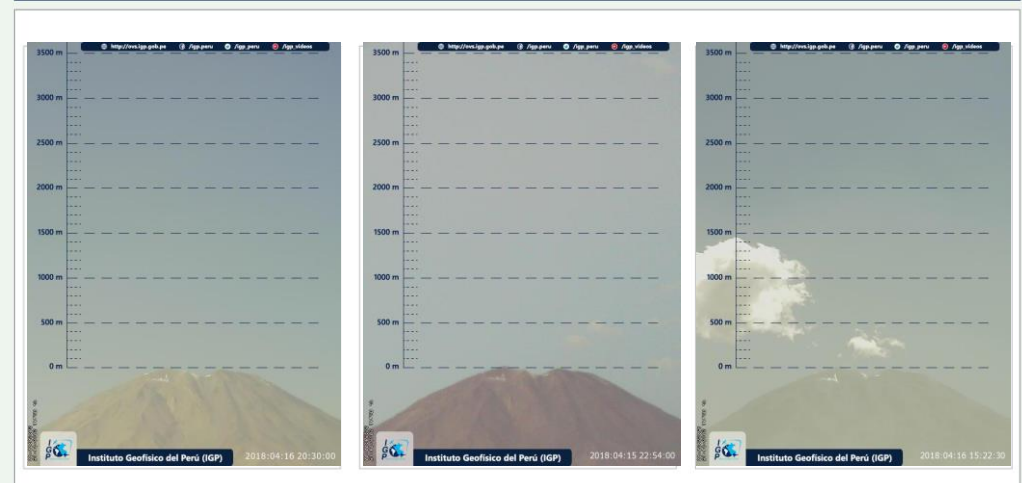 http://ovs.igp.gob.pe /igp.peru /igp_peru /igp_videos
3500 m
3000 m
2500 m
2000 m
1500 m
1000 m
500 m
0 m
IGP
Instituto Geofísico del Perú (IGP)
2018:04:16 20:30:00
http://ovs.igp.gob.pe /igp.peru /igp_peru /igp_videos
3500 m
3000 m
2500 m
2000 m
1500 m
1000 m
500 m
0 m
IGP
Instituto Geofísico del Perú (IGP)
2018:04:15 22:54:00
http://ovs.igp.gob.pe /igp.peru /igp_peru /igp_videos
3500 m
3000 m
2500 m
2000 m
1500 m
1000 m
500 m
0 m
IGP
Instituto Geofísico del Perú (IGP)
2018:04:16 15:22:30